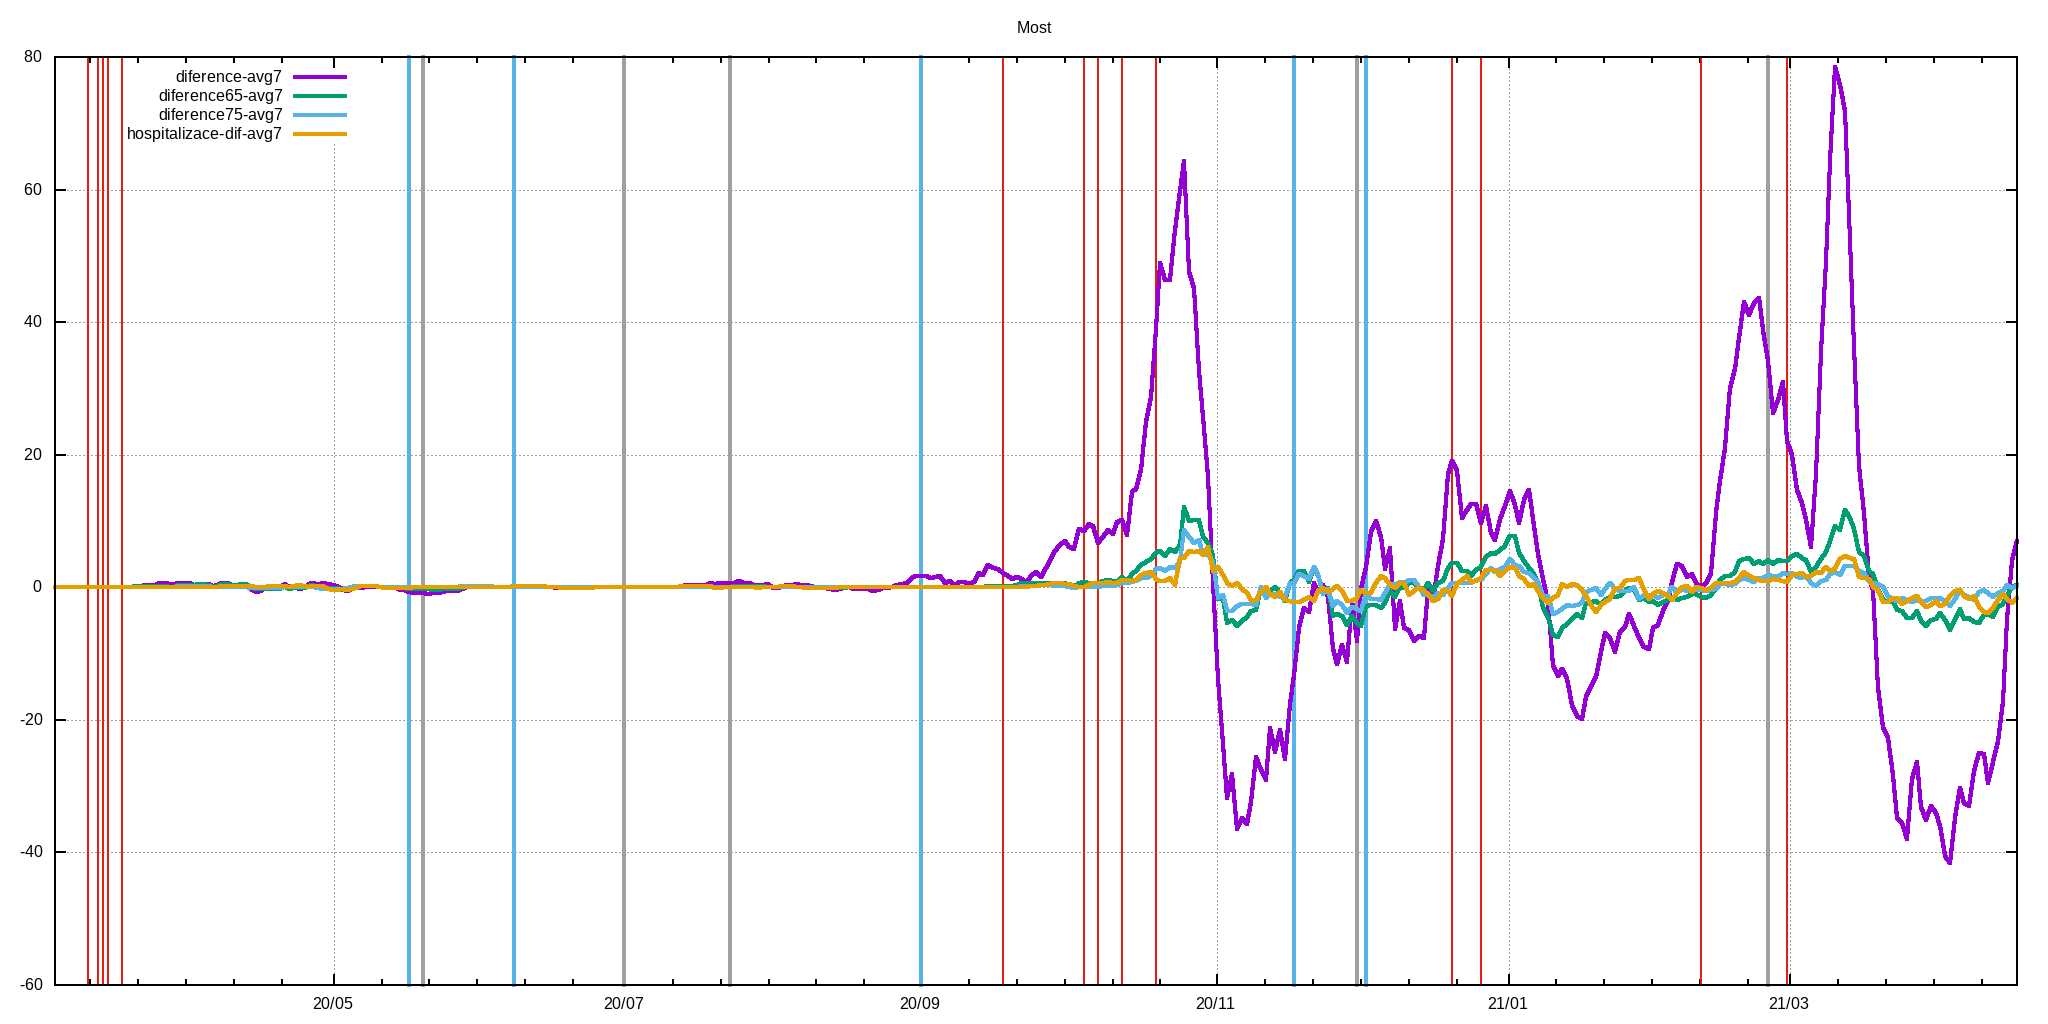 Most
diference-avg7
diference65-avg7
diference75-avg7
hospitalizace-dif-avg7
80
60
40
20
0
-20
-40
-60
20/05 20/07 20/09 20/11 21/01 21/03